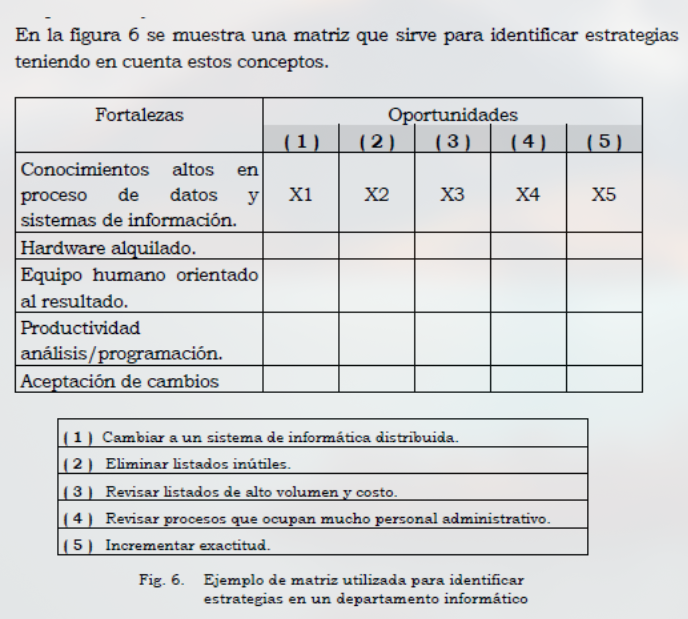 En la figura 6 se muestra una matriz que sirve para identificar estrategias
teniendo en cuenta estos conceptos.
Fortalezas
Oportunidades
( 1 ) ( 2 ) ( 3 ) ( 4 ) ( 5 )
Conocimientos altos en
proceso de datos y
sistemas de información.
X1 X2 X3 X4 X5
Hardware alquilado.
Equipo humano orientado
al resultado.
Productividad
análisis/programación.
Aceptación de cambios
( 1 ) Cambiar a un sistema de informática distribuida.
( 2 ) Eliminar listados inútiles.
( 3 ) Revisar listados de alto volumen y costo.
( 4 ) Revisar procesos que ocupan mucho personal administrativo.
( 5 ) Incrementar exactitud.
Fig. 6. Ejemplo de matriz utilizada para identificar
estrategias en un departamento informático